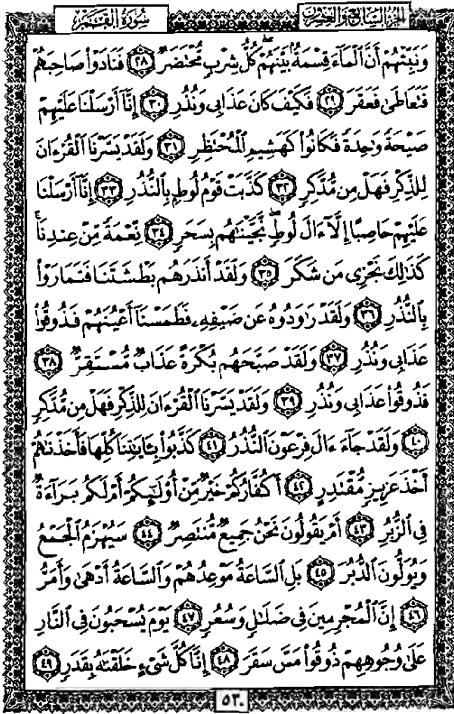 الجزء السابع والعشرون سورة القمر
وَنَبِّئْهُمْ أَنَّ ٱلْمَآءَ قِسْمَةٌۢ بَيْنَهُمْ ۖ كُلُّ شِرْبٍ مُّحْتَضَرٌ ٢٨ فَنَادَوْا۟ صَاحِبَهُمْ
فَتَعَاطَىٰ فَعَقَرَ ٢٩ فَكَيْفَ كَانَ عَذَابِى وَنُذُرِ ٣٠ إِنَّآ أَرْسَلْنَا عَلَيْهِمْ
صَيْحَةً وَٰحِدَةً فَكَانُوا۟ كَهَشِيمِ ٱلْمُحْتَظِرِ ٣١ وَلَقَدْ يَسَّرْنَا ٱلْقُرْءَانَ
لِلذِّكْرِ فَهَلْ مِن مُّدَّكِرٍ ٣٢ كَذَّبَتْ قَوْمُ لُوطٍۭ بِٱلنُّذُرِ ٣٣ إِنَّآ أَرْسَلْنَا
عَلَيْهِمْ حَاصِبًا إِلَّآ ءَالَ لُوطٍ ۖ نَّجَّيْنَٰهُم بِسَحَرٍ ٣٤ نِّعْمَةً مِّنْ عِندِنَا ۚ
كَذَٰلِكَ نَجْزِى مَن شَكَرَ ٣٥ وَلَقَدْ أَنذَرَهُم بَطْشَتَنَا فَتَمَارَوْا۟
بِٱلنُّذُرِ ٣٦ وَلَقَدْ رَٰوَدُوهُ عَن ضَيْفِهِۦ فَطَمَسْنَآ أَعْيُنَهُمْ فَذُوقُوا۟
عَذَابِى وَنُذُرِ ٣٧ وَلَقَدْ صَبَّحَهُم بُكْرَةً عَذَابٌ مُّسْتَقِرٌّ ٣٨
فَذُوقُوا۟ عَذَابِى وَنُذُرِ ٣٩ وَلَقَدْ يَسَّرْنَا ٱلْقُرْءَانَ لِلذِّكْرِ فَهَلْ مِن مُّدَّكِرٍ
٤٠ وَلَقَدْ جَآءَ ءَالَ فِرْعَوْنَ ٱلنُّذُرُ ٤١ كَذَّبُوا۟ بِـَٔايَٰتِنَا كُلِّهَا فَأَخَذْنَٰهُمْ
أَخْذَ عَزِيزٍ مُّقْتَدِرٍ ٤٢ أَكُفَّارُكُمْ خَيْرٌ مِّنْ أُو۟لَٰٓئِكُمْ أَمْ لَكُم بَرَآءَةٌ
فِى ٱلزُّبُرِ ٤٣ أَمْ يَقُولُونَ نَحْنُ جَمِيعٌ مُّنتَصِرٌ ٤٤ سَيُهْزَمُ ٱلْجَمْعُ
وَيُوَلُّونَ ٱلدُّبُرَ ٤٥ بَلِ ٱلسَّاعَةُ مَوْعِدُهُمْ وَٱلسَّاعَةُ أَدْهَىٰ وَأَمَرُّ
٤٦ إِنَّ ٱلْمُجْرِمِينَ فِى ضَلَٰلٍ وَسُعُرٍ ٤٧ يَوْمَ يُسْحَبُونَ فِى ٱلنَّارِ
عَلَىٰ وُجُوهِهِمْ ذُوقُوا۟ مَسَّ سَقَرَ ٤٨ إِنَّا كُلَّ شَىْءٍ خَلَقْنَٰهُ بِقَدَرٍ ٤٩
٥٣٠